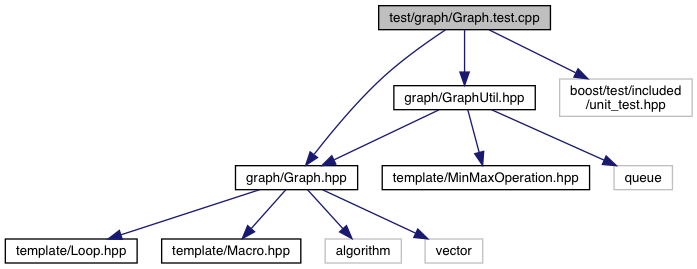 test/graph/Graph.test.cpp
graph/GraphUtil.hpp
boost/test/included
/unit_test.hpp
graph/Graph.hpp
template/MinMaxOperation.hpp
queue
template/Loop.hpp
template/Macro.hpp
algorithm
vector